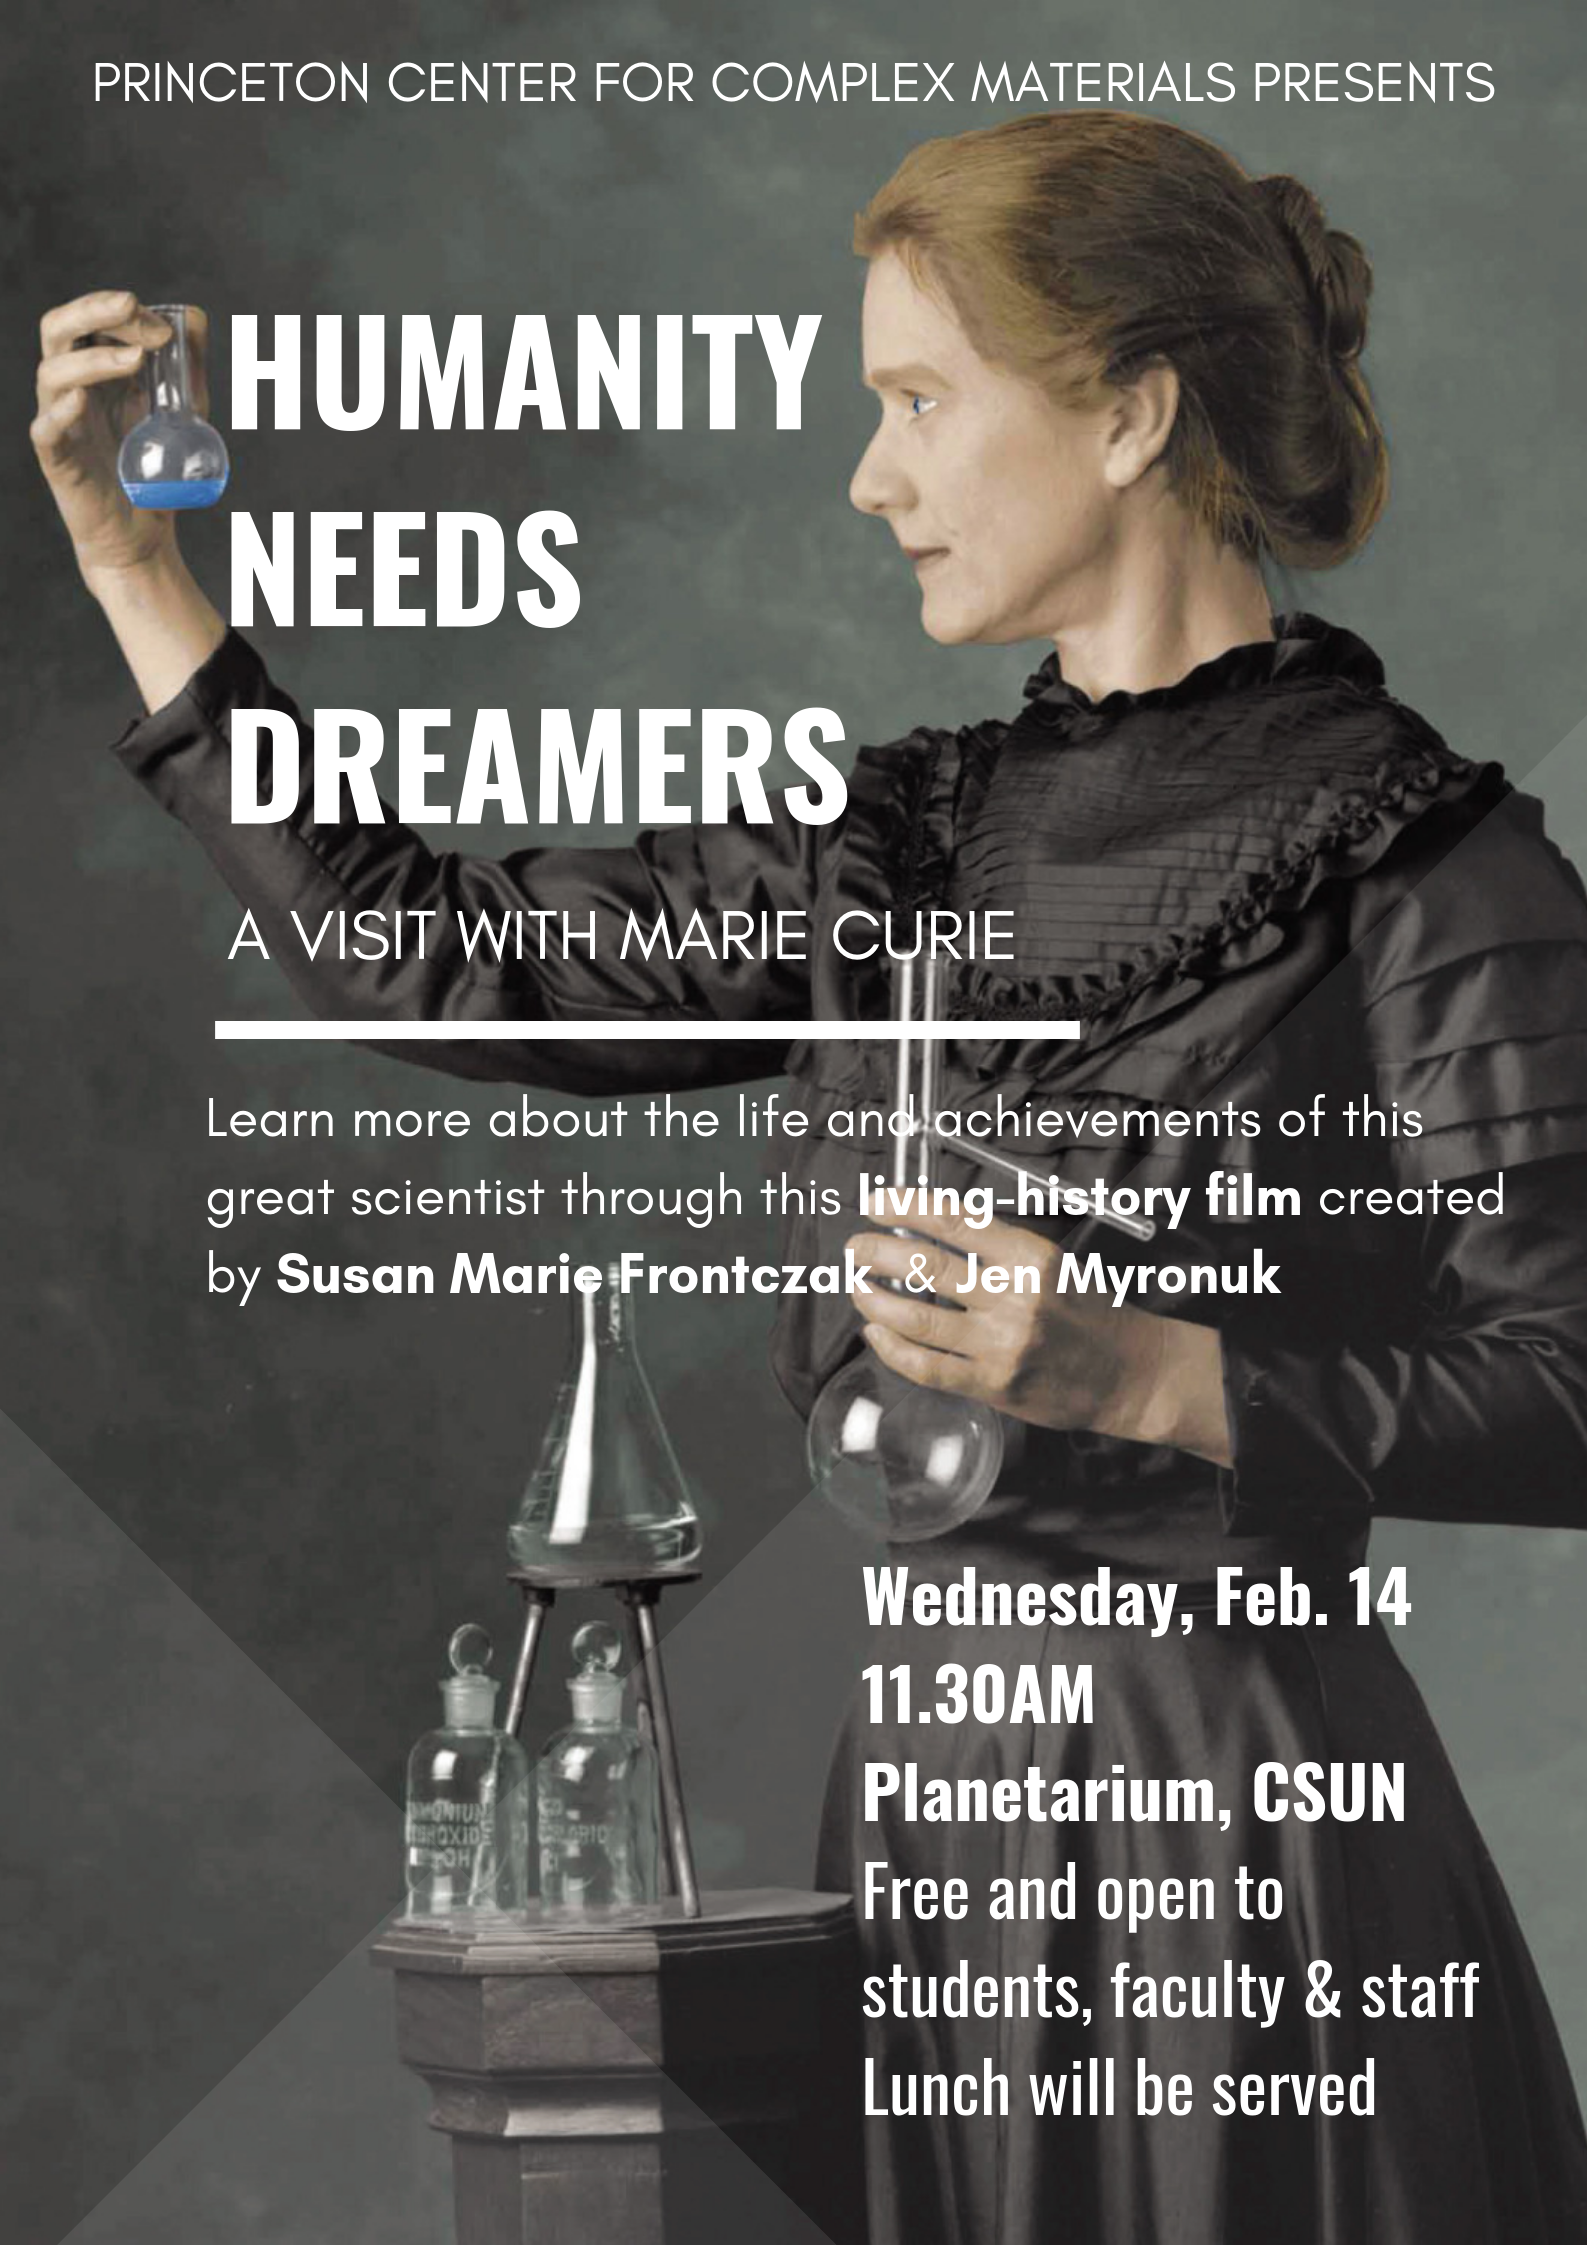 PRINCETON CENTER FOR COMPLEX MATERIALS PRESENTS
HUMANITY
NEEDS
DREAMERS
A VISIT WITH MARIE CURIE
Learn more about the life and achievements of this
great scientist through this living-history film created
by Susan Marie Frontczak & Jen Myronuk
Wednesday, Feb. 14
11.30AM
Planetarium, CSUN
Free and open to
students, faculty & staff
Lunch will be served